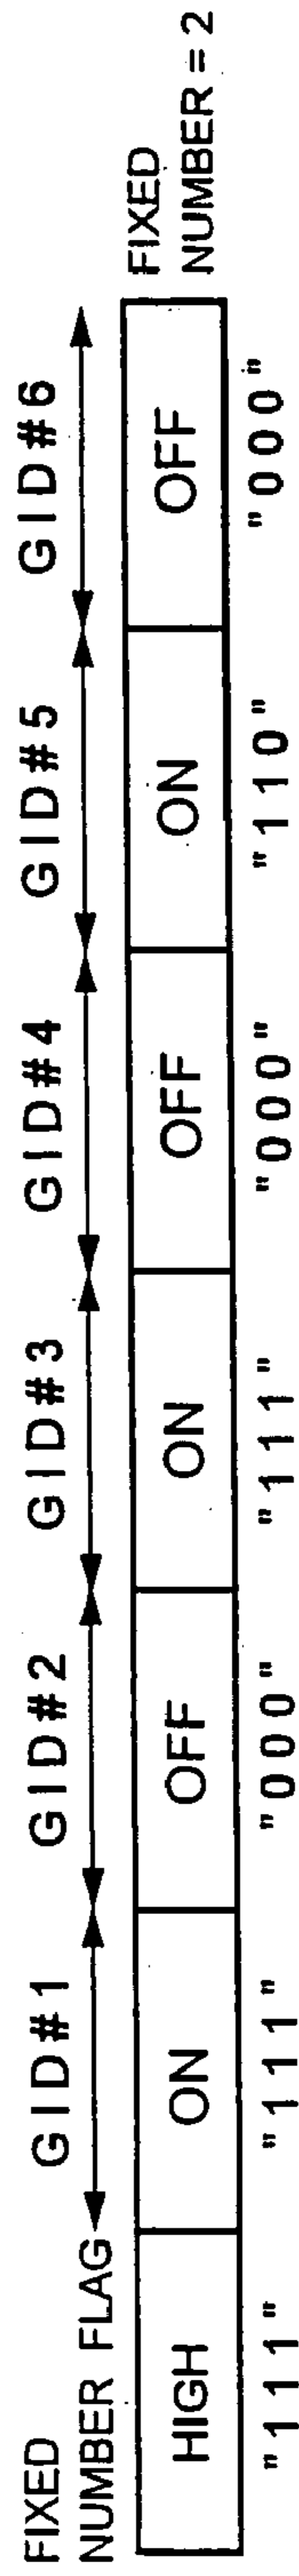 FIXED
NUMBER FLAG
GID#1 GID#2 GID#3 GID#4 GID#5 GID#6
HIGH ON OFF ON OFF ON OFF
FIXED
NUMBER = 2
"111" "111" "000" "111" "000" "110" "000"